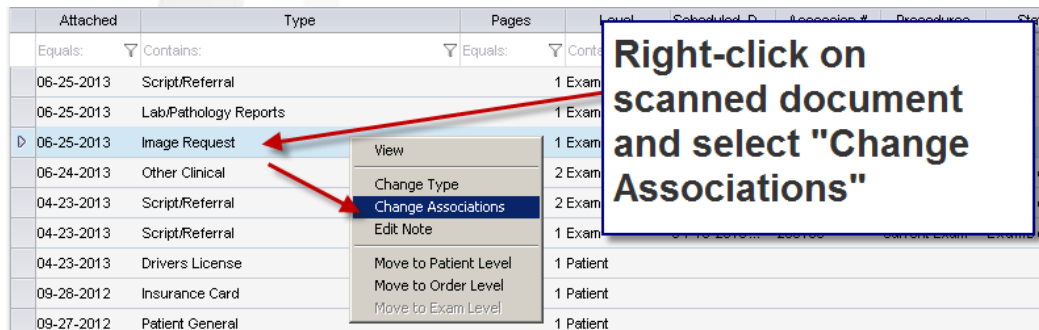 Attached Type Pages Level
Equals: Contains: Equals:
06-25-2013 Script/Referral 1 Exam
06-25-2013 Lab/Pathology Reports 1 Exam
06-25-2013 Image Request 1 Exam
06-24-2013 Other Clinical 2 Exam
04-23-2013 Script/Referral 2 Exam
04-23-2013 Script/Referral 1 Exam
04-23-2013 Drivers License 1 Patient
09-28-2012 Insurance Card 1 Patient
09-27-2012 Patient General 1 Patient
View
Change Type
Change Associations
Edit Note
Move to Patient Level
Move to Order Level
Move to Exam Level
Right-click on
scanned document
and select "Change
Associations"